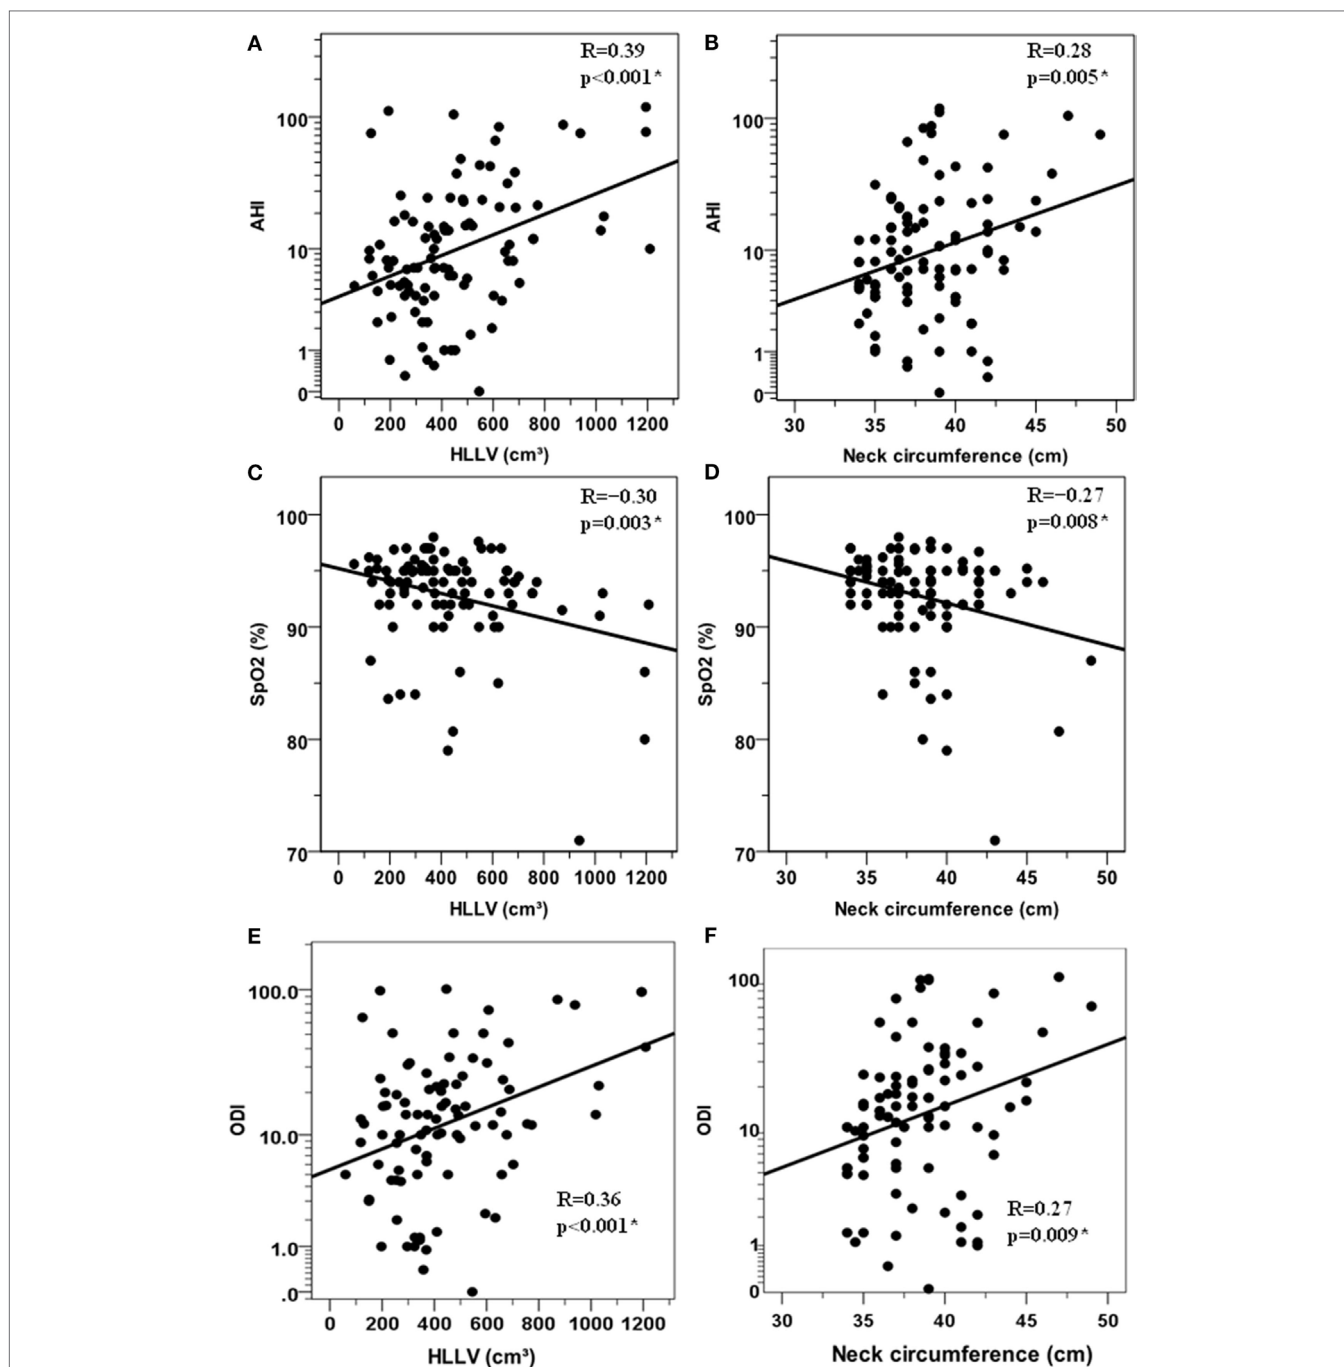 A
R=0.39
p<0.001*
AHI
100
10
1
0
0 200 400 600 800 1000 1200
HLLV (cm³)
B
R=0.28
p=0.005*
AHI
100
10
1
0
30 35 40 45 50
Neck circumference (cm)
C
R=−0.30
p=0.003*
SpO2 (%)
100
90
80
70
0 200 400 600 800 1000 1200
HLLV (cm³)
D
R=−0.27
p=0.008*
SpO2 (%)
100
90
80
70
30 35 40 45 50
Neck circumference (cm)
E
ODI
100.0
10.0
1.0
.0
R=0.36
p<0.001*
0 200 400 600 800 1000 1200
HLLV (cm³)
F
ODI
100
10
1
0
R=0.27
p=0.009*
30 35 40 45 50
Neck circumference (cm)